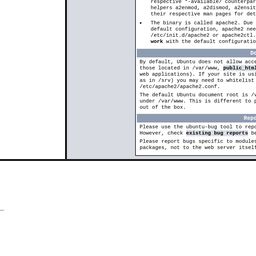 respective *-available/ counterpar
helpers a2enmod, a2dismod, a2ensit
their respective man pages for det
The binary is called apache2. Due
default configuration, apache2 nee
/etc/init.d/apache2 or apache2ctl.
work with the default configuratio
Do
By default, Ubuntu does not allow acce
those located in /var/www, public_html
web applications). If your site is usi
as in /srv) you may need to whitelist
/etc/apache2/apache2.conf.
The default Ubuntu document root is /v
under /var/www. This is different to p
out of the box.
Repo
Please use the ubuntu-bug tool to repo
However, check existing bug reports be
Please report bugs specific to modules
packages, not to the web server itself